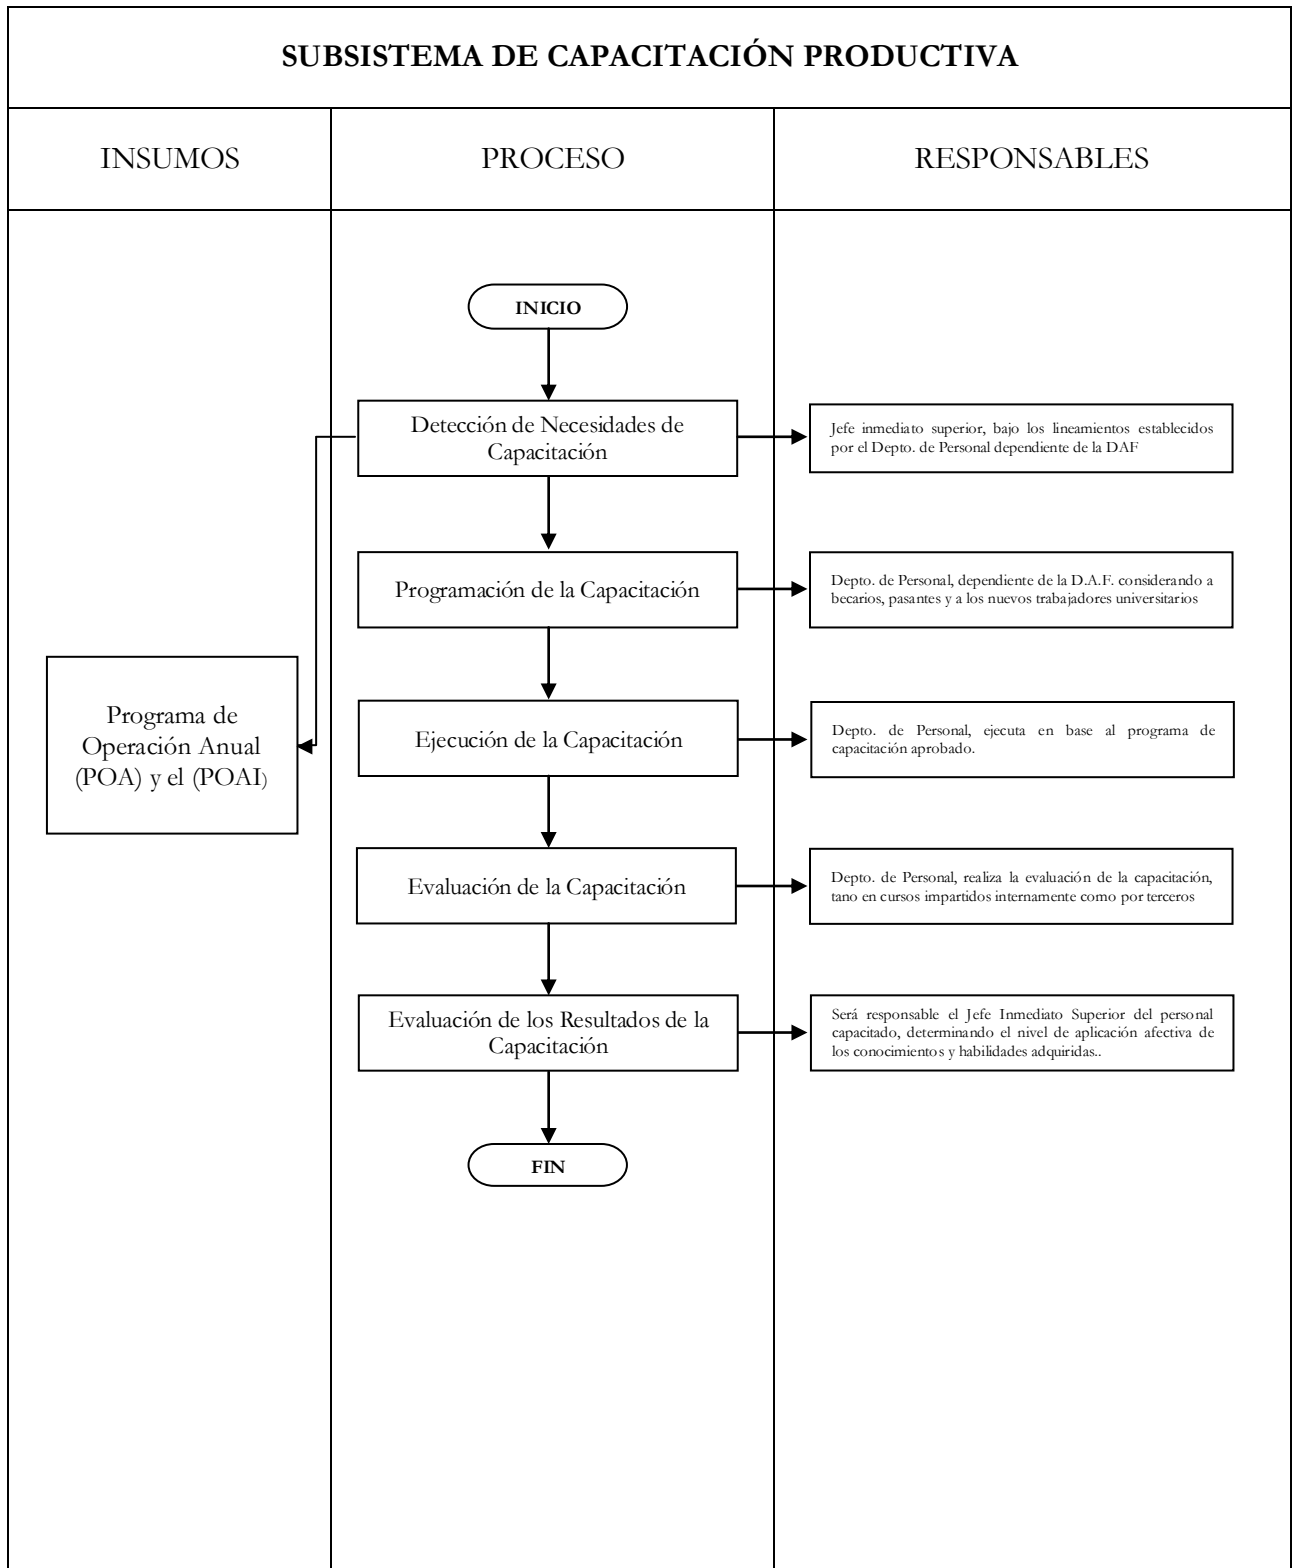 SUBSISTEMA DE CAPACITACIÓN PRODUCTIVA
INSUMOS
PROCESO
RESPONSABLES
INICIO
Detección de Necesidades de
Capacitación
Jefe inmediato superior, bajo los lineamientos establecidos
por el Depto. de Personal dependiente de la DAF
Programación de la Capacitación
Depto. de Personal, dependiente de la D.A.F. considerando a
becarios, pasantes y a los nuevos trabajadores universitarios
Programa de
Operación Anual
(POA) y el (POAI)
Ejecución de la Capacitación
Depto. de Personal, ejecuta en base al programa de
capacitación aprobado.
Evaluación de la Capacitación
Depto. de Personal, realiza la evaluación de la capacitación,
tano en cursos impartidos internamente como por terceros
Evaluación de los Resultados de la
Capacitación
Será responsable el Jefe Inmediato Superior del personal
capacitado, determinando el nivel de aplicación afectiva de
los conocimientos y habilidades adquiridas..
FIN